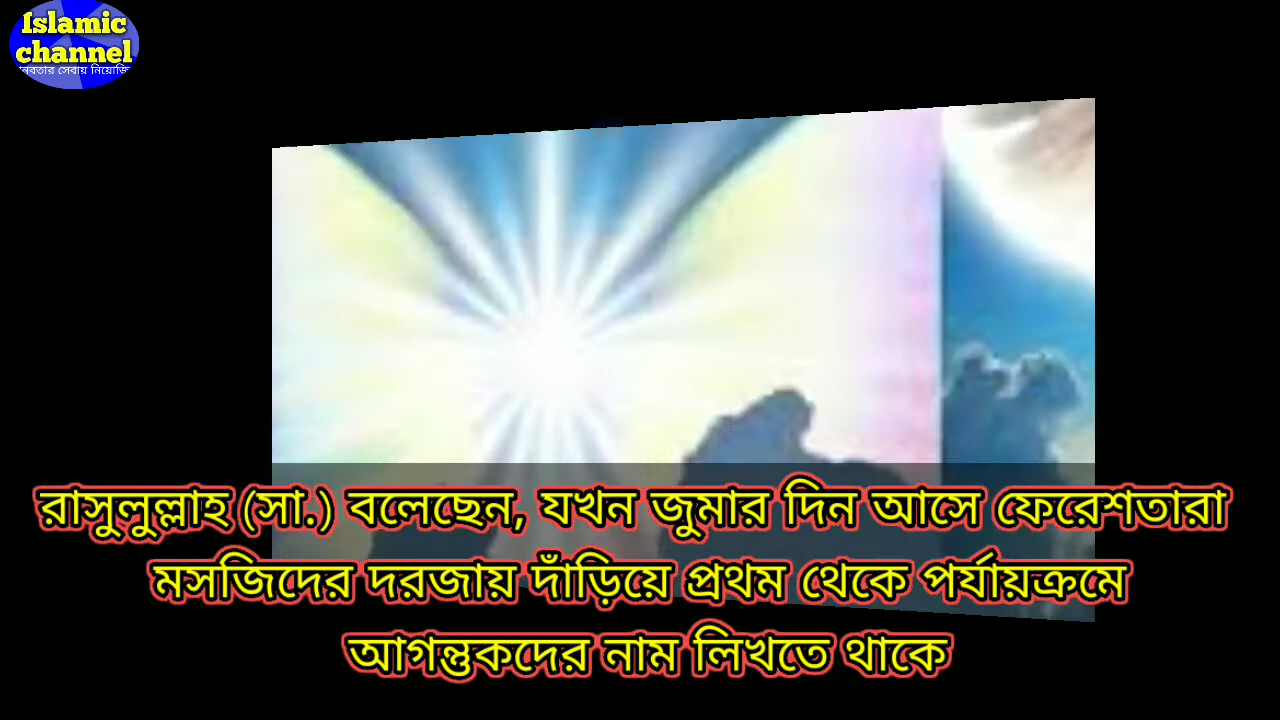 Islamic
channel
সেবায়
রাসুলুল্লাহ (সা.) বলেছেন, যখন জুমার দিন আসে ফেরেশতারা
মসজিদের দরজায় দাঁড়িয়ে প্রথম থেকে পর্যায়ক্রমে
আগন্তুকদের নাম লিখতে থাকে